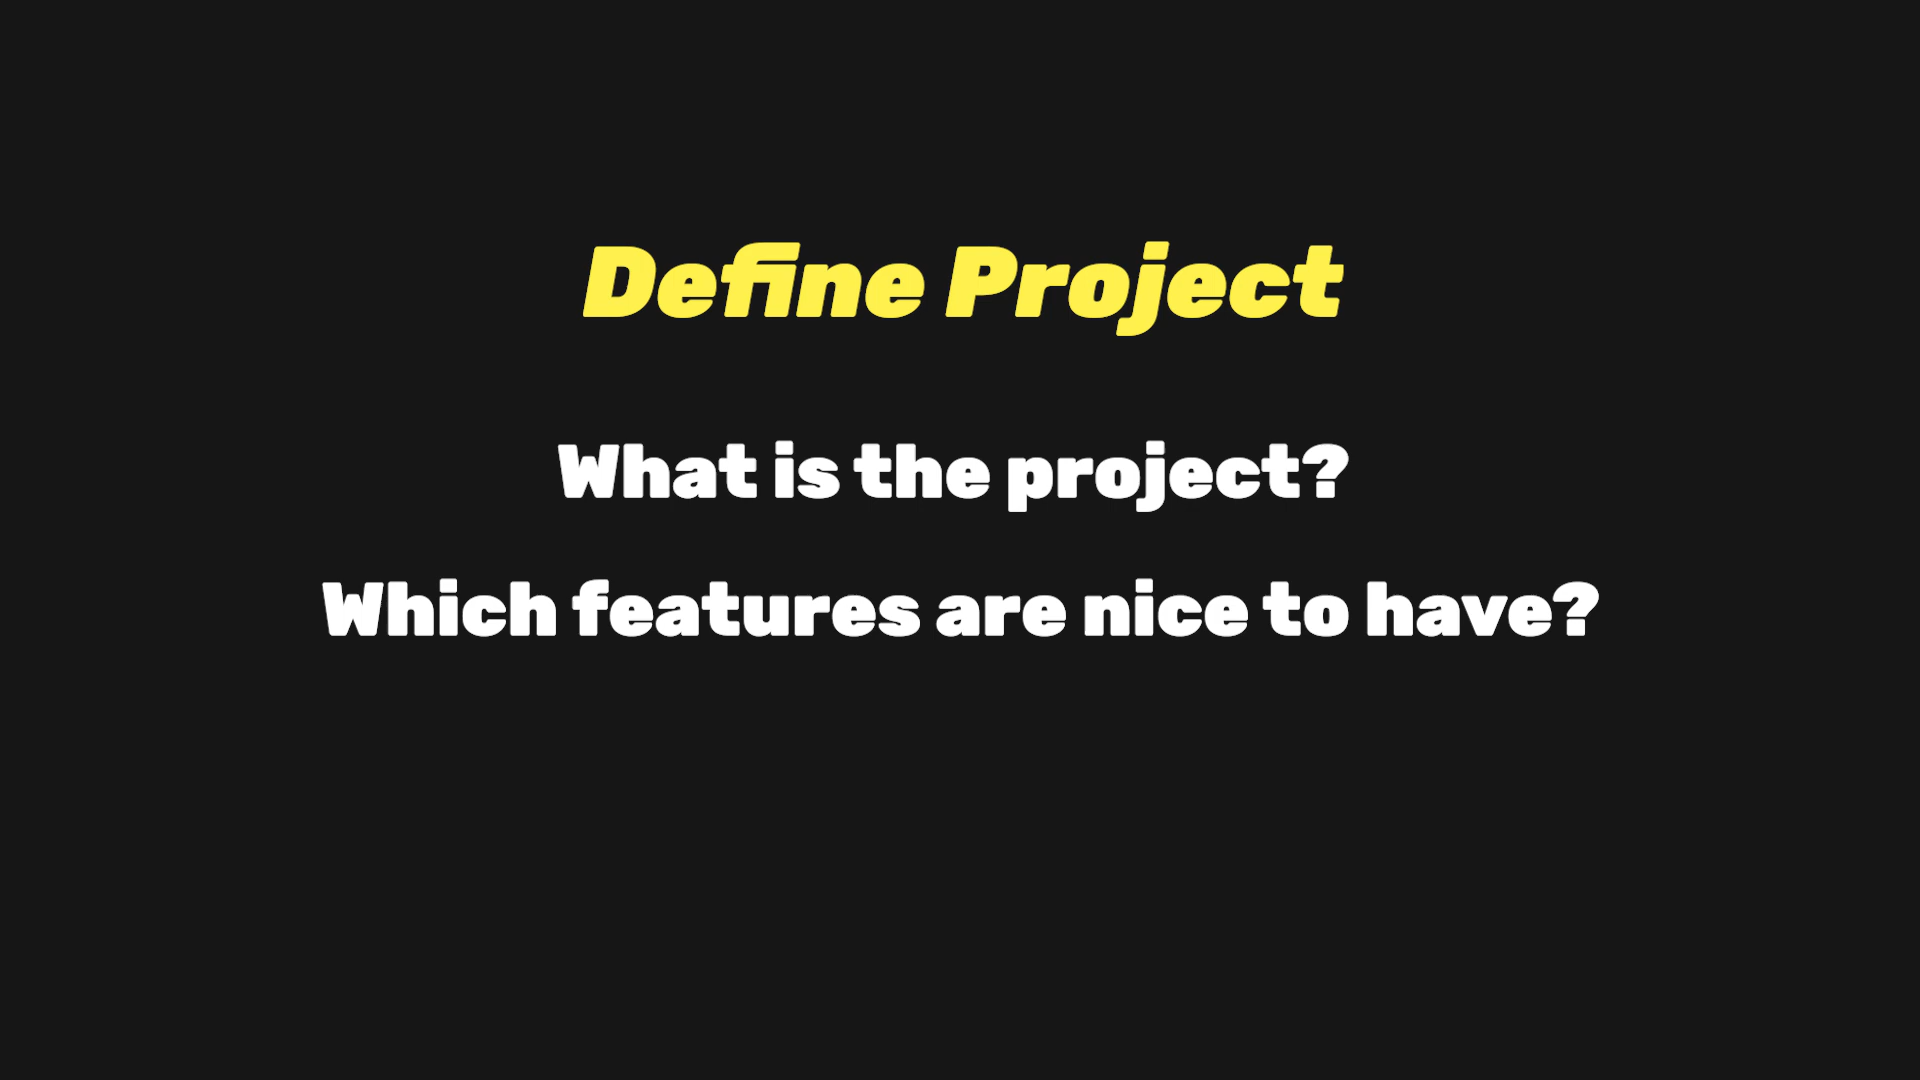 Define Project
What is the project?
Which features are nice to have?